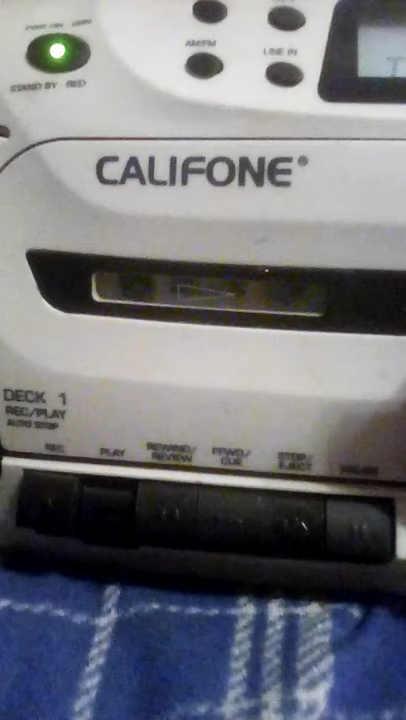 POWER ON - GREEN
STAND BY - RED
AM/FM
LINE IN
T
CALIFONE®
DECK 1
REC/PLAY
AUTO STOP
REC
PLAY
REWIND/
REVIEW
F.FWD/
CUE
STOP/
EJECT
PAUSE